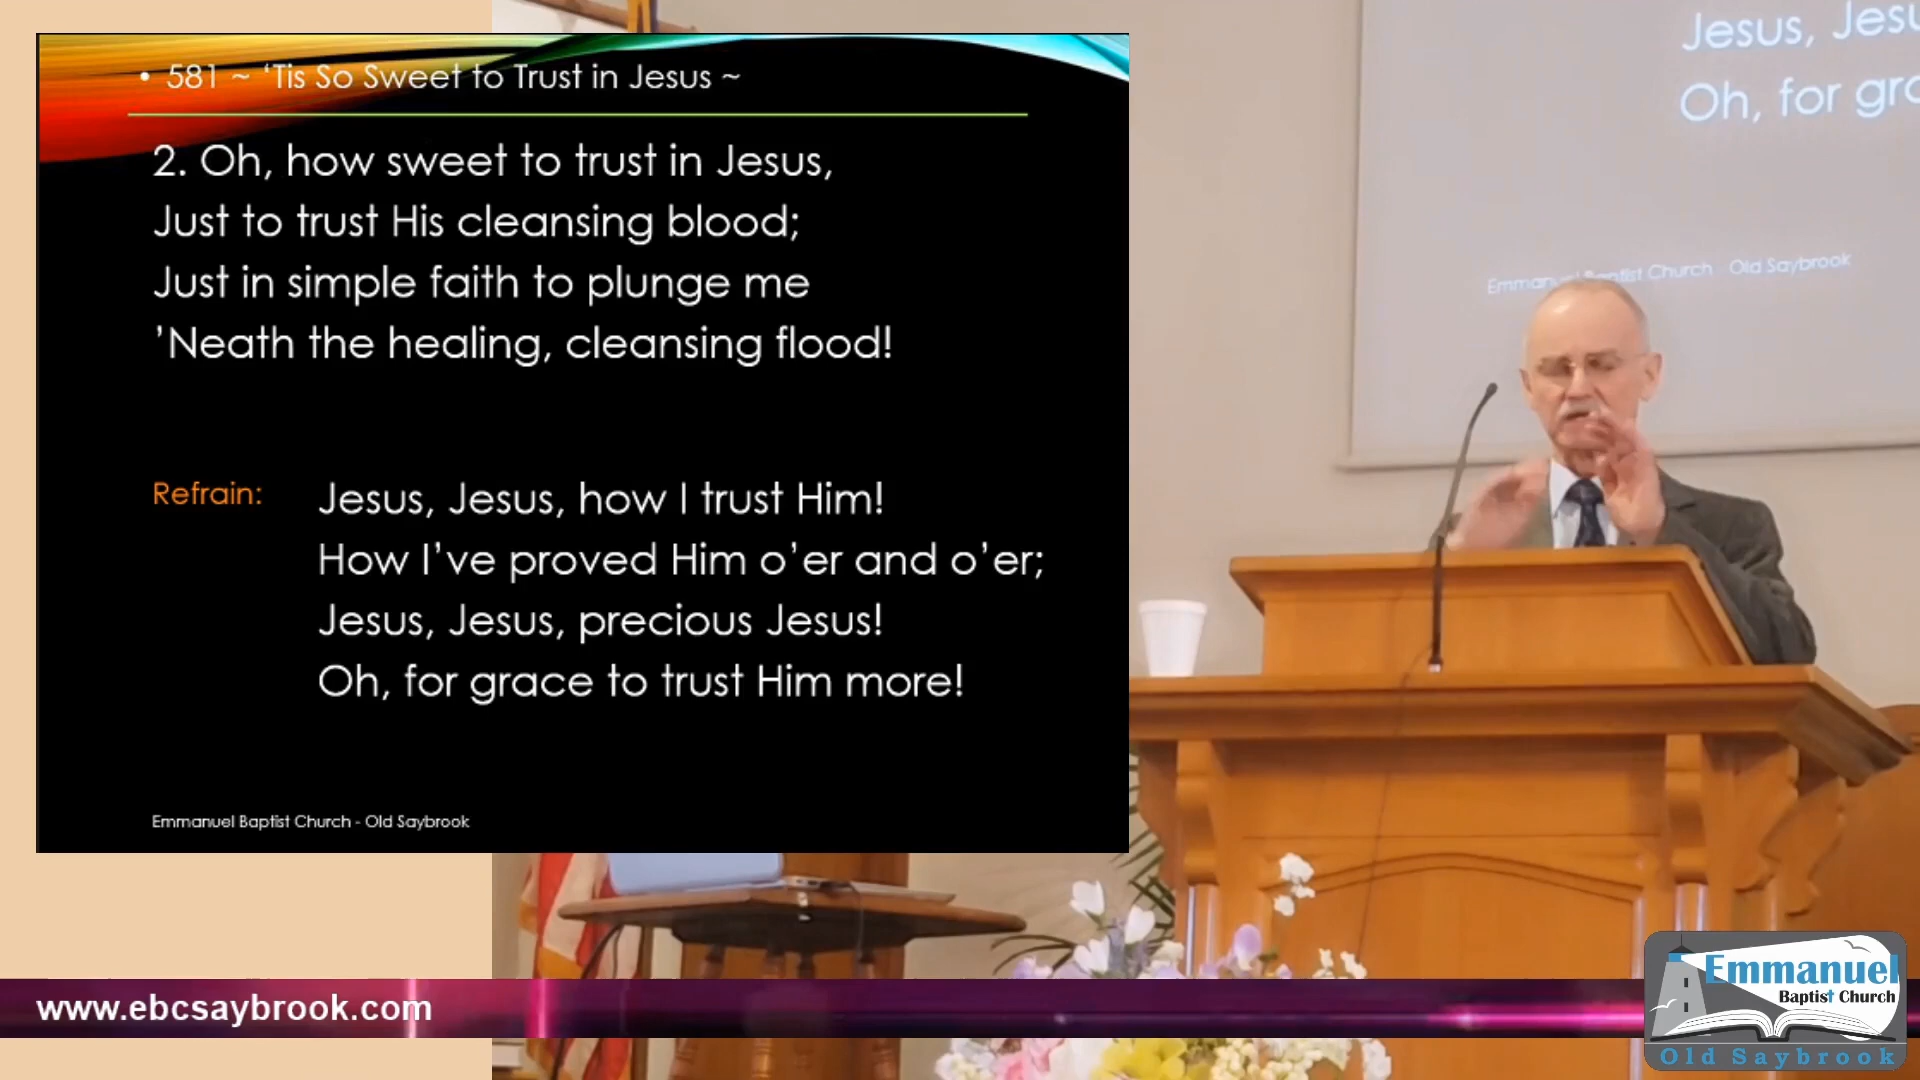 • 581 ~ ‘Tis So Sweet to Trust in Jesus ~
2. Oh, how sweet to trust in Jesus,
Just to trust His cleansing blood;
Just in simple faith to plunge me
’Neath the healing, cleansing flood!
Refrain:
Jesus, Jesus, how I trust Him!
How I’ve proved Him o’er and o’er;
Jesus, Jesus, precious Jesus!
Oh, for grace to trust Him more!
Emmanuel Baptist Church - Old Saybrook
Jesus, Jesu
Oh, for gra
Church Old Saybrook
www.ebcsaybrook.com
Emmanuel
Baptist Church
Old Saybrook